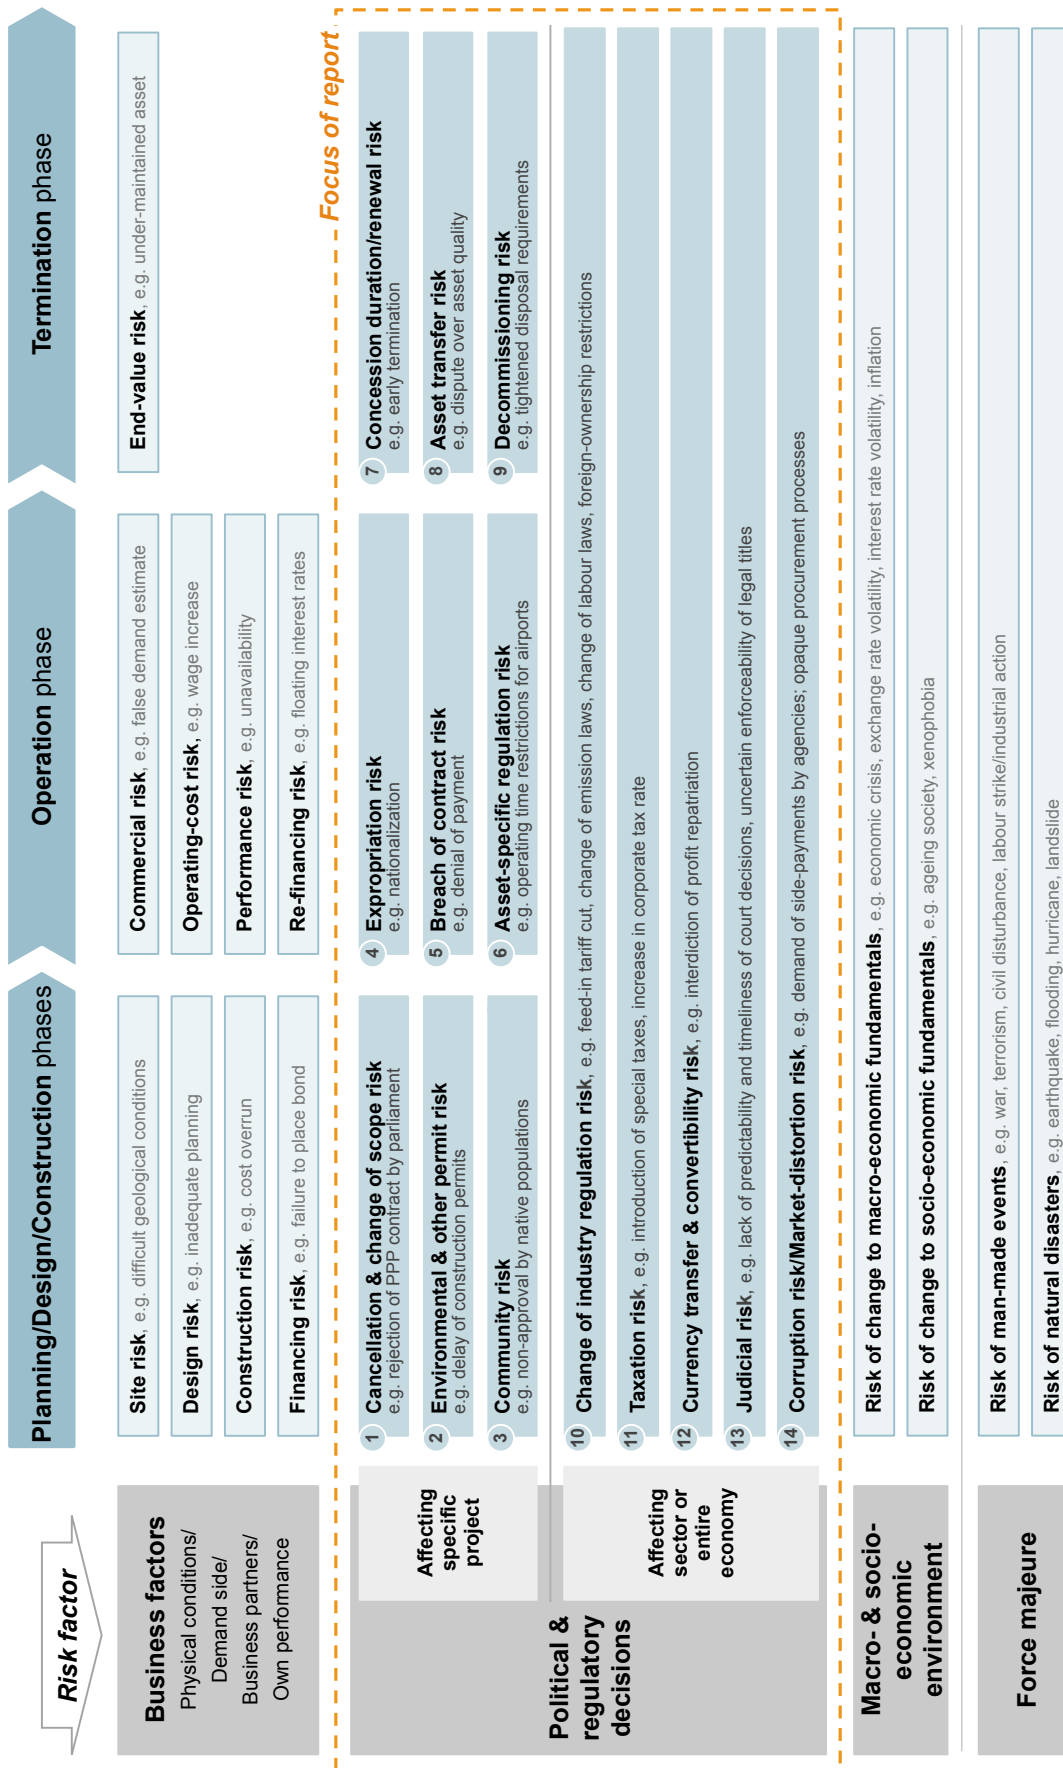 Risk factor
Planning/Design/Construction phases
Operation phase
Termination phase
Business factors
Physical conditions/
Demand side/
Business partners/
Own performance
Site risk, e.g. difficult geological conditions
Design risk, e.g. inadequate planning
Construction risk, e.g. cost overrun
Financing risk, e.g. failure to place bond
Commercial risk, e.g. false demand estimate
Operating-cost risk, e.g. wage increase
Performance risk, e.g. unavailability
Re-financing risk, e.g. floating interest rates
End-value risk, e.g. under-maintained asset
Focus of report
Political &
regulatory
decisions
Affecting
specific
project
1 Cancellation & change of scope risk
e.g. rejection of PPP contract by parliament
2 Environmental & other permit risk
e.g. delay of construction permits
3 Community risk
e.g. non-approval by native populations
4 Expropriation risk
e.g. nationalization
5 Breach of contract risk
e.g. denial of payment
6 Asset-specific regulation risk
e.g. operating time restrictions for airports
7 Concession duration/renewal risk
e.g. early termination
8 Asset transfer risk
e.g. dispute over asset quality
9 Decommissioning risk
e.g. tightened disposal requirements
Affecting
sector or
entire
economy
10 Change of industry regulation risk, e.g. feed-in tariff cut, change of emission laws, change of labour laws, foreign-ownership restrictions
11 Taxation risk, e.g. introduction of special taxes, increase in corporate tax rate
12 Currency transfer & convertibility risk, e.g. interdiction of profit repatriation
13 Judicial risk, e.g. lack of predictability and timeliness of court decisions, uncertain enforceability of legal titles
14 Corruption risk/Market-distortion risk, e.g. demand of side-payments by agencies; opaque procurement processes
Macro- & socio-
economic
environment
Risk of change to macro-economic fundamentals, e.g. economic crisis, exchange rate volatility, interest rate volatility, inflation
Risk of change to socio-economic fundamentals, e.g. ageing society, xenophobia
Force majeure
Risk of man-made events, e.g. war, terrorism, civil disturbance, labour strike/industrial action
Risk of natural disasters, e.g. earthquake, flooding, hurricane, landslide